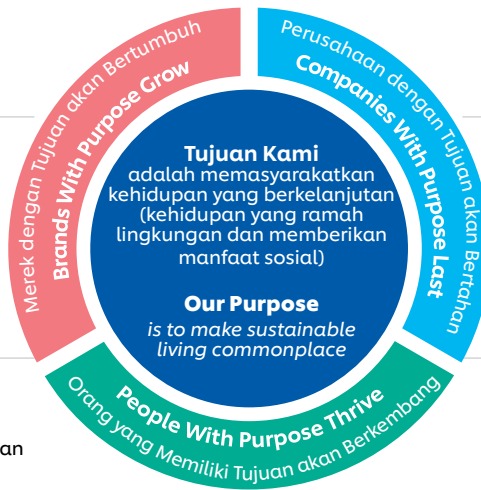 Merek dengan Tujuan akan Bertumbuh
Brands With Purpose Grow
Perusahaan dengan Tujuan akan Bertahan
Companies With Purpose Last
Tujuan Kami
adalah memasyarakatkan
kehidupan yang berkelanjutan
(kehidupan yang ramah
lingkungan dan memberikan
manfaat sosial)
Our Purpose
is to make sustainable
living commonplace
People With Purpose Thrive
Orang yang Memiliki Tujuan akan Berkembang
an